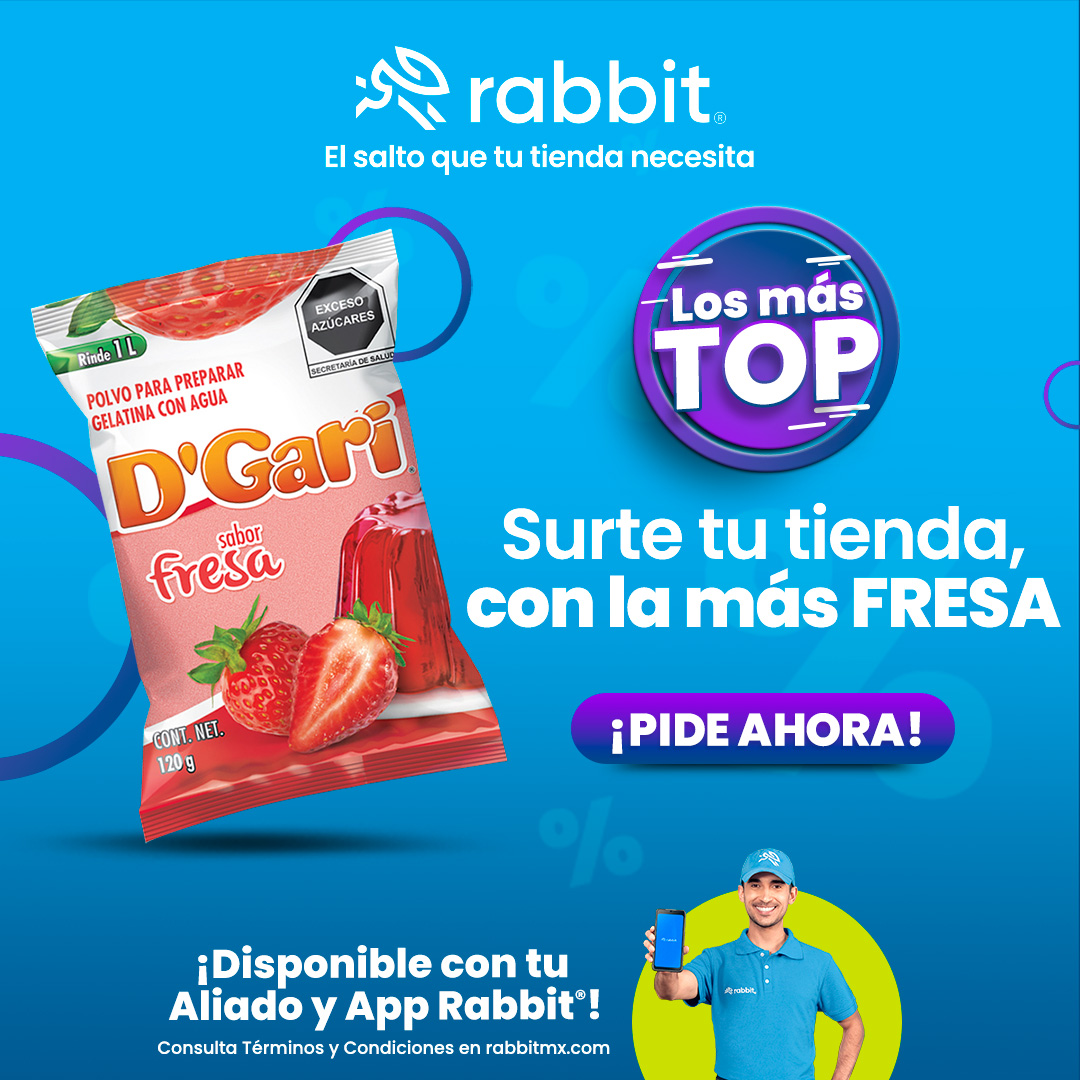 rabbit®
El salto que tu tienda necesita
Los más
TOP
EXCESO
AZÚCARES
SECRETARÍA DE SALUD
Rinde 1 L
POLVO PARA PREPARAR
GELATINA CON AGUA
D'Gari®
sabor
fresa
CONT. NET.
120 g
Surte tu tienda,
con la más FRESA
¡PIDE AHORA!
¡Disponible con tu
Aliado y App Rabbit®!
Consulta Términos y Condiciones en rabbitmx.com
rabbit
rabbit